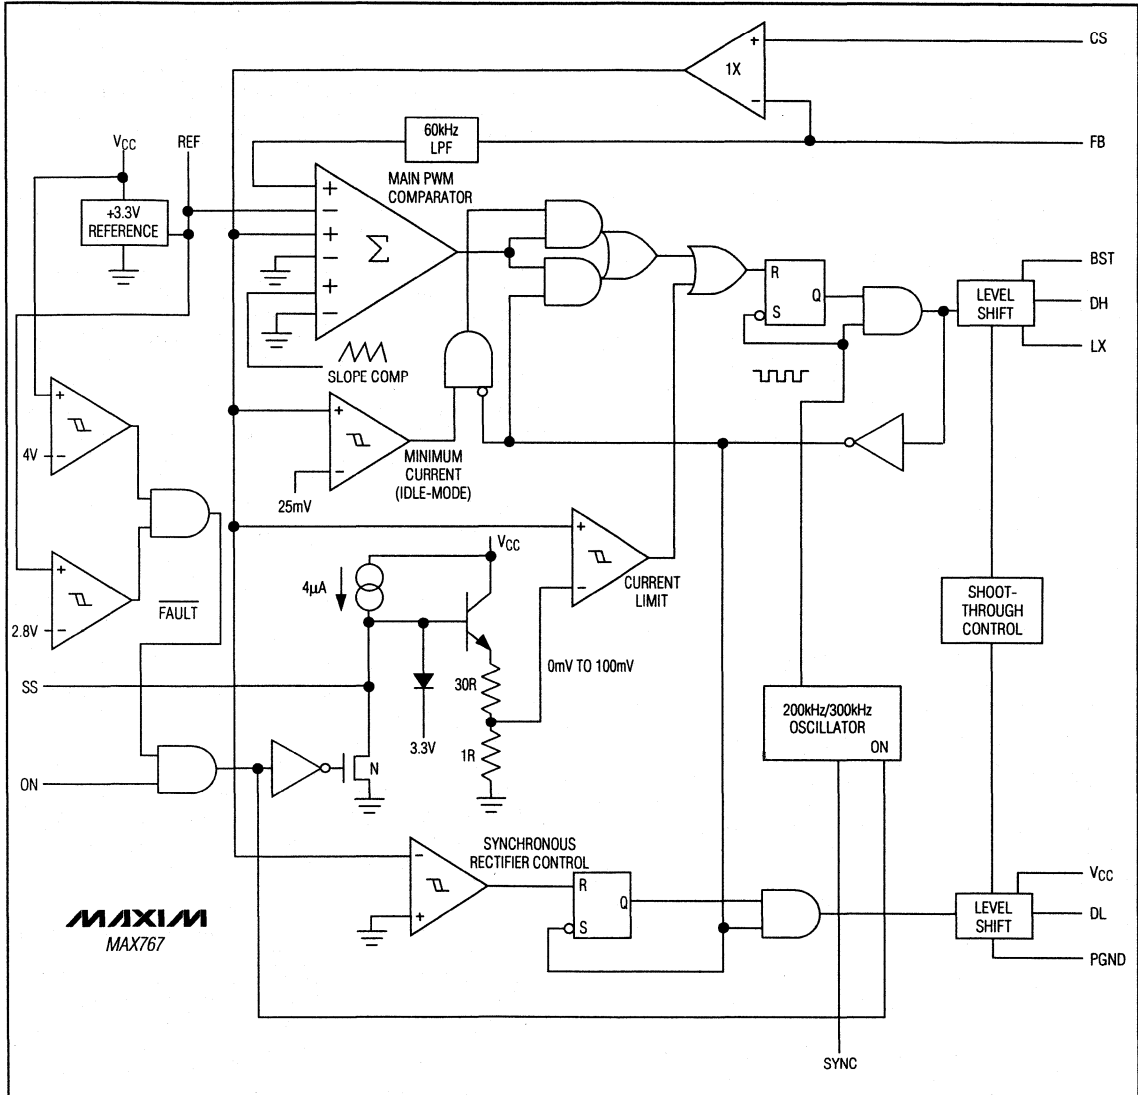 CS
+
1X
−
60kHz
LPF
FB
VCC
REF
MAIN PWM
COMPARATOR
+3.3V
REFERENCE
+
−
+
−
+
−
Σ
R
Q
S
BST
LEVEL
SHIFT
DH
LX
SLOPE COMP
+
4V
−
+
−
25mV
MINIMUM
CURRENT
(IDLE-MODE)
+
−
CURRENT
LIMIT
VCC
4μA
+
2.8V
−
FAULT
SHOOT-
THROUGH
CONTROL
0mV TO 100mV
SS
30R
3.3V
1R
200kHz/300kHz
OSCILLATOR
ON
ON
N
SYNCHRONOUS
RECTIFIER CONTROL
−
+
R
Q
S
VCC
LEVEL
SHIFT
DL
PGND
MAXIM
MAX767
SYNC